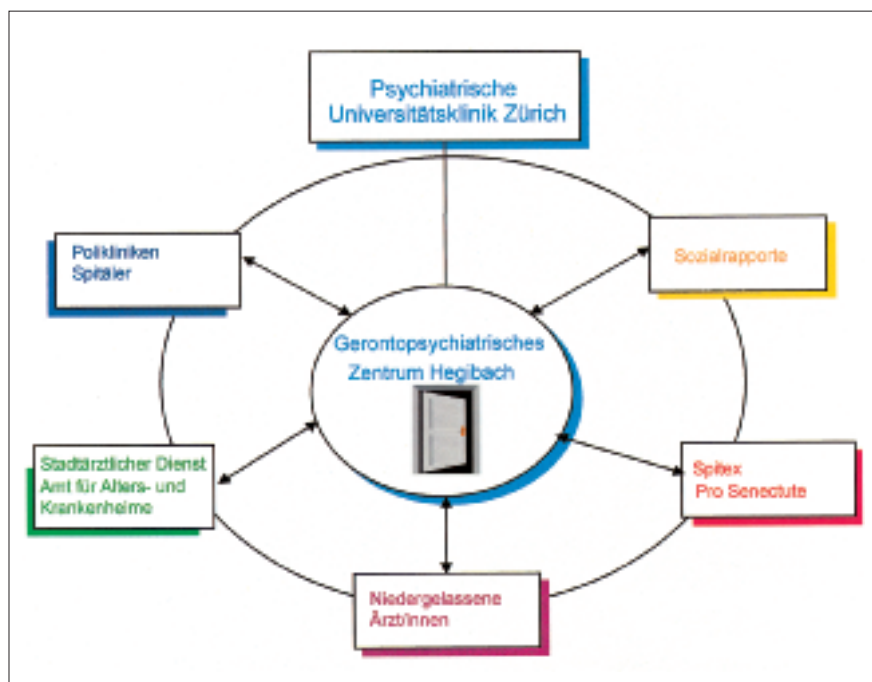 Psychiatrische
Universitätsklinik Zürich
Polikliniken
Spitäler
Sozialrapporte
Gerontopsychiatrisches
Zentrum Hegibach
Stadtärztlicher Dienst
Amt für Alters- und
Krankenheime
Spitex
Pro Senectute
Niedergelassene
Ärzt/innen